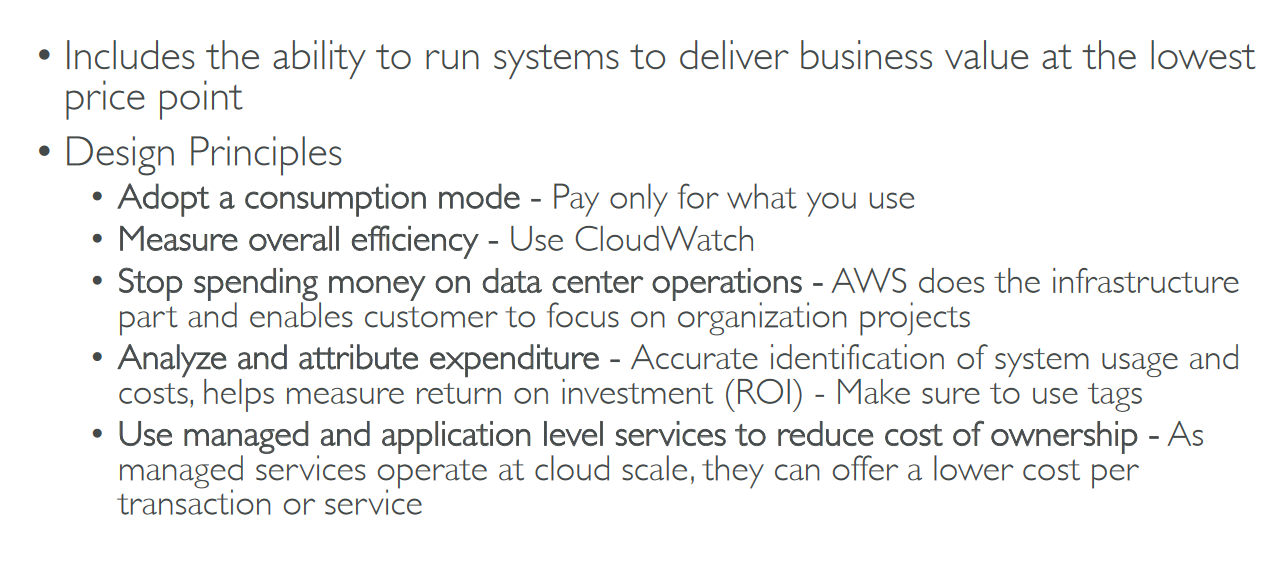 • Includes the ability to run systems to deliver business value at the lowest
price point
• Design Principles
• Adopt a consumption mode - Pay only for what you use
• Measure overall efficiency - Use CloudWatch
• Stop spending money on data center operations - AWS does the infrastructure
part and enables customer to focus on organization projects
• Analyze and attribute expenditure - Accurate identification of system usage and
costs, helps measure return on investment (ROI) - Make sure to use tags
• Use managed and application level services to reduce cost of ownership - As
managed services operate at cloud scale, they can offer a lower cost per
transaction or service